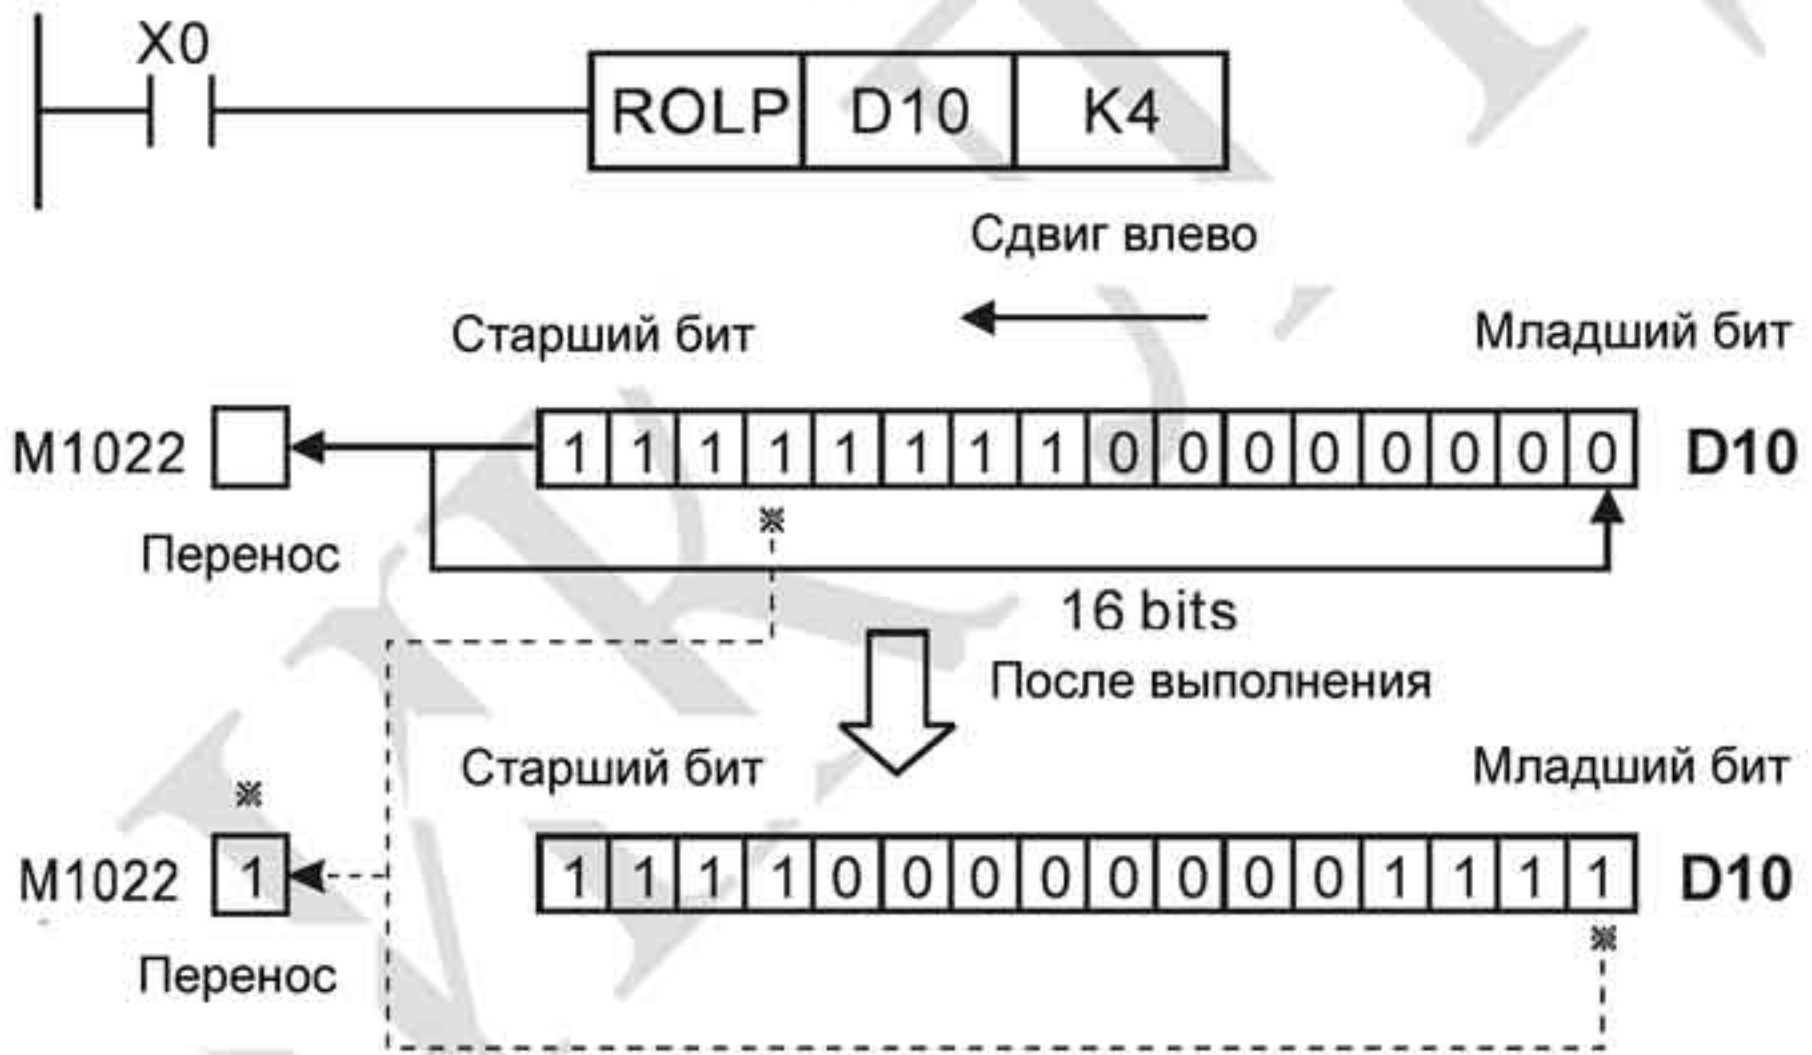 X0
ROLP D10 K4
Сдвиг влево
Старший бит Младший бит
M1022 1 1 1 1 1 1 1 1 0 0 0 0 0 0 0 0 D10
※
Перенос
16 bits
После выполнения
Старший бит Младший бит
※
M1022 1 1 1 1 1 0 0 0 0 0 0 0 0 1 1 1 1 D10
※
Перенос